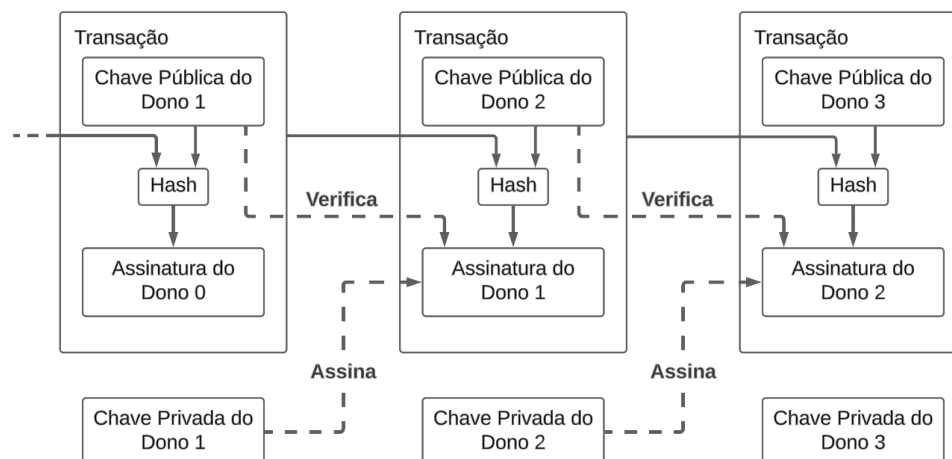 Transação
Chave Pública do
Dono 1
Hash
Assinatura do
Dono 0
Transação
Chave Pública do
Dono 2
Hash
Assinatura do
Dono 1
Transação
Chave Pública do
Dono 3
Hash
Assinatura do
Dono 2
Verifica
Verifica
Assina
Assina
Chave Privada do
Dono 1
Chave Privada do
Dono 2
Chave Privada do
Dono 3